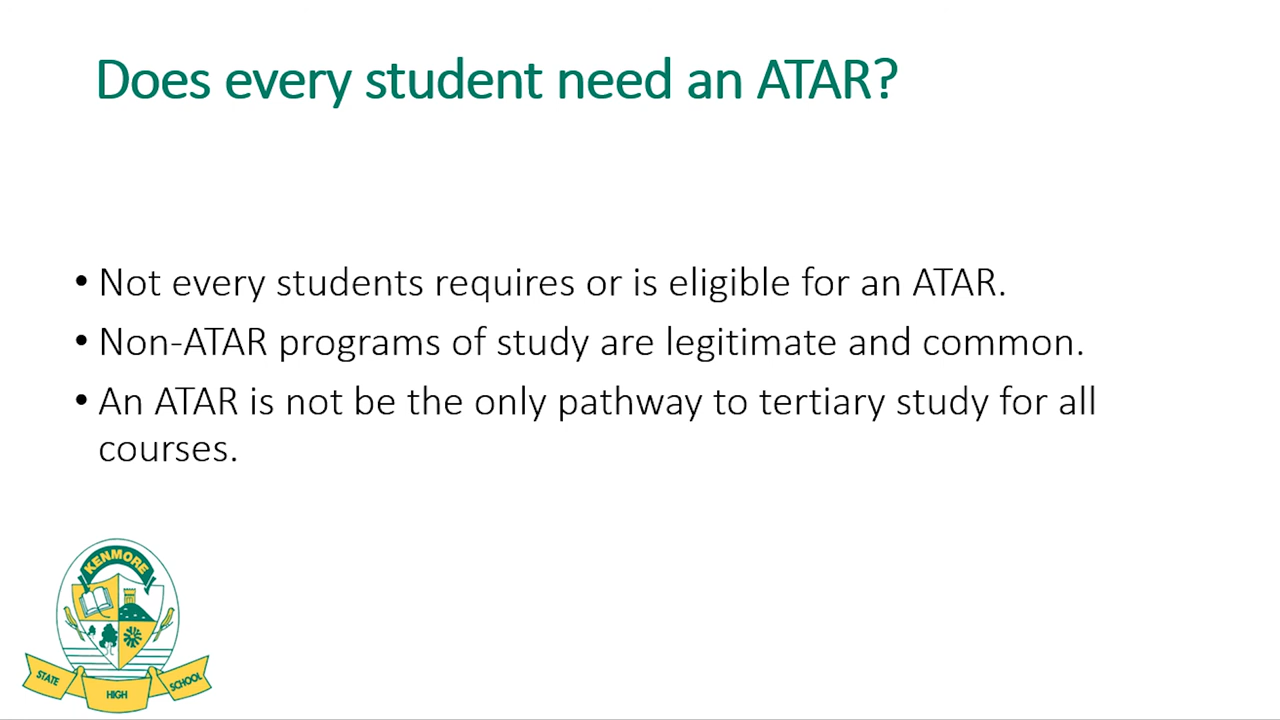 Does every student need an ATAR?
• Not every students requires or is eligible for an ATAR.
• Non-ATAR programs of study are legitimate and common.
• An ATAR is not be the only pathway to tertiary study for all
courses.
KENMORE
STATE
HIGH
SCHOOL